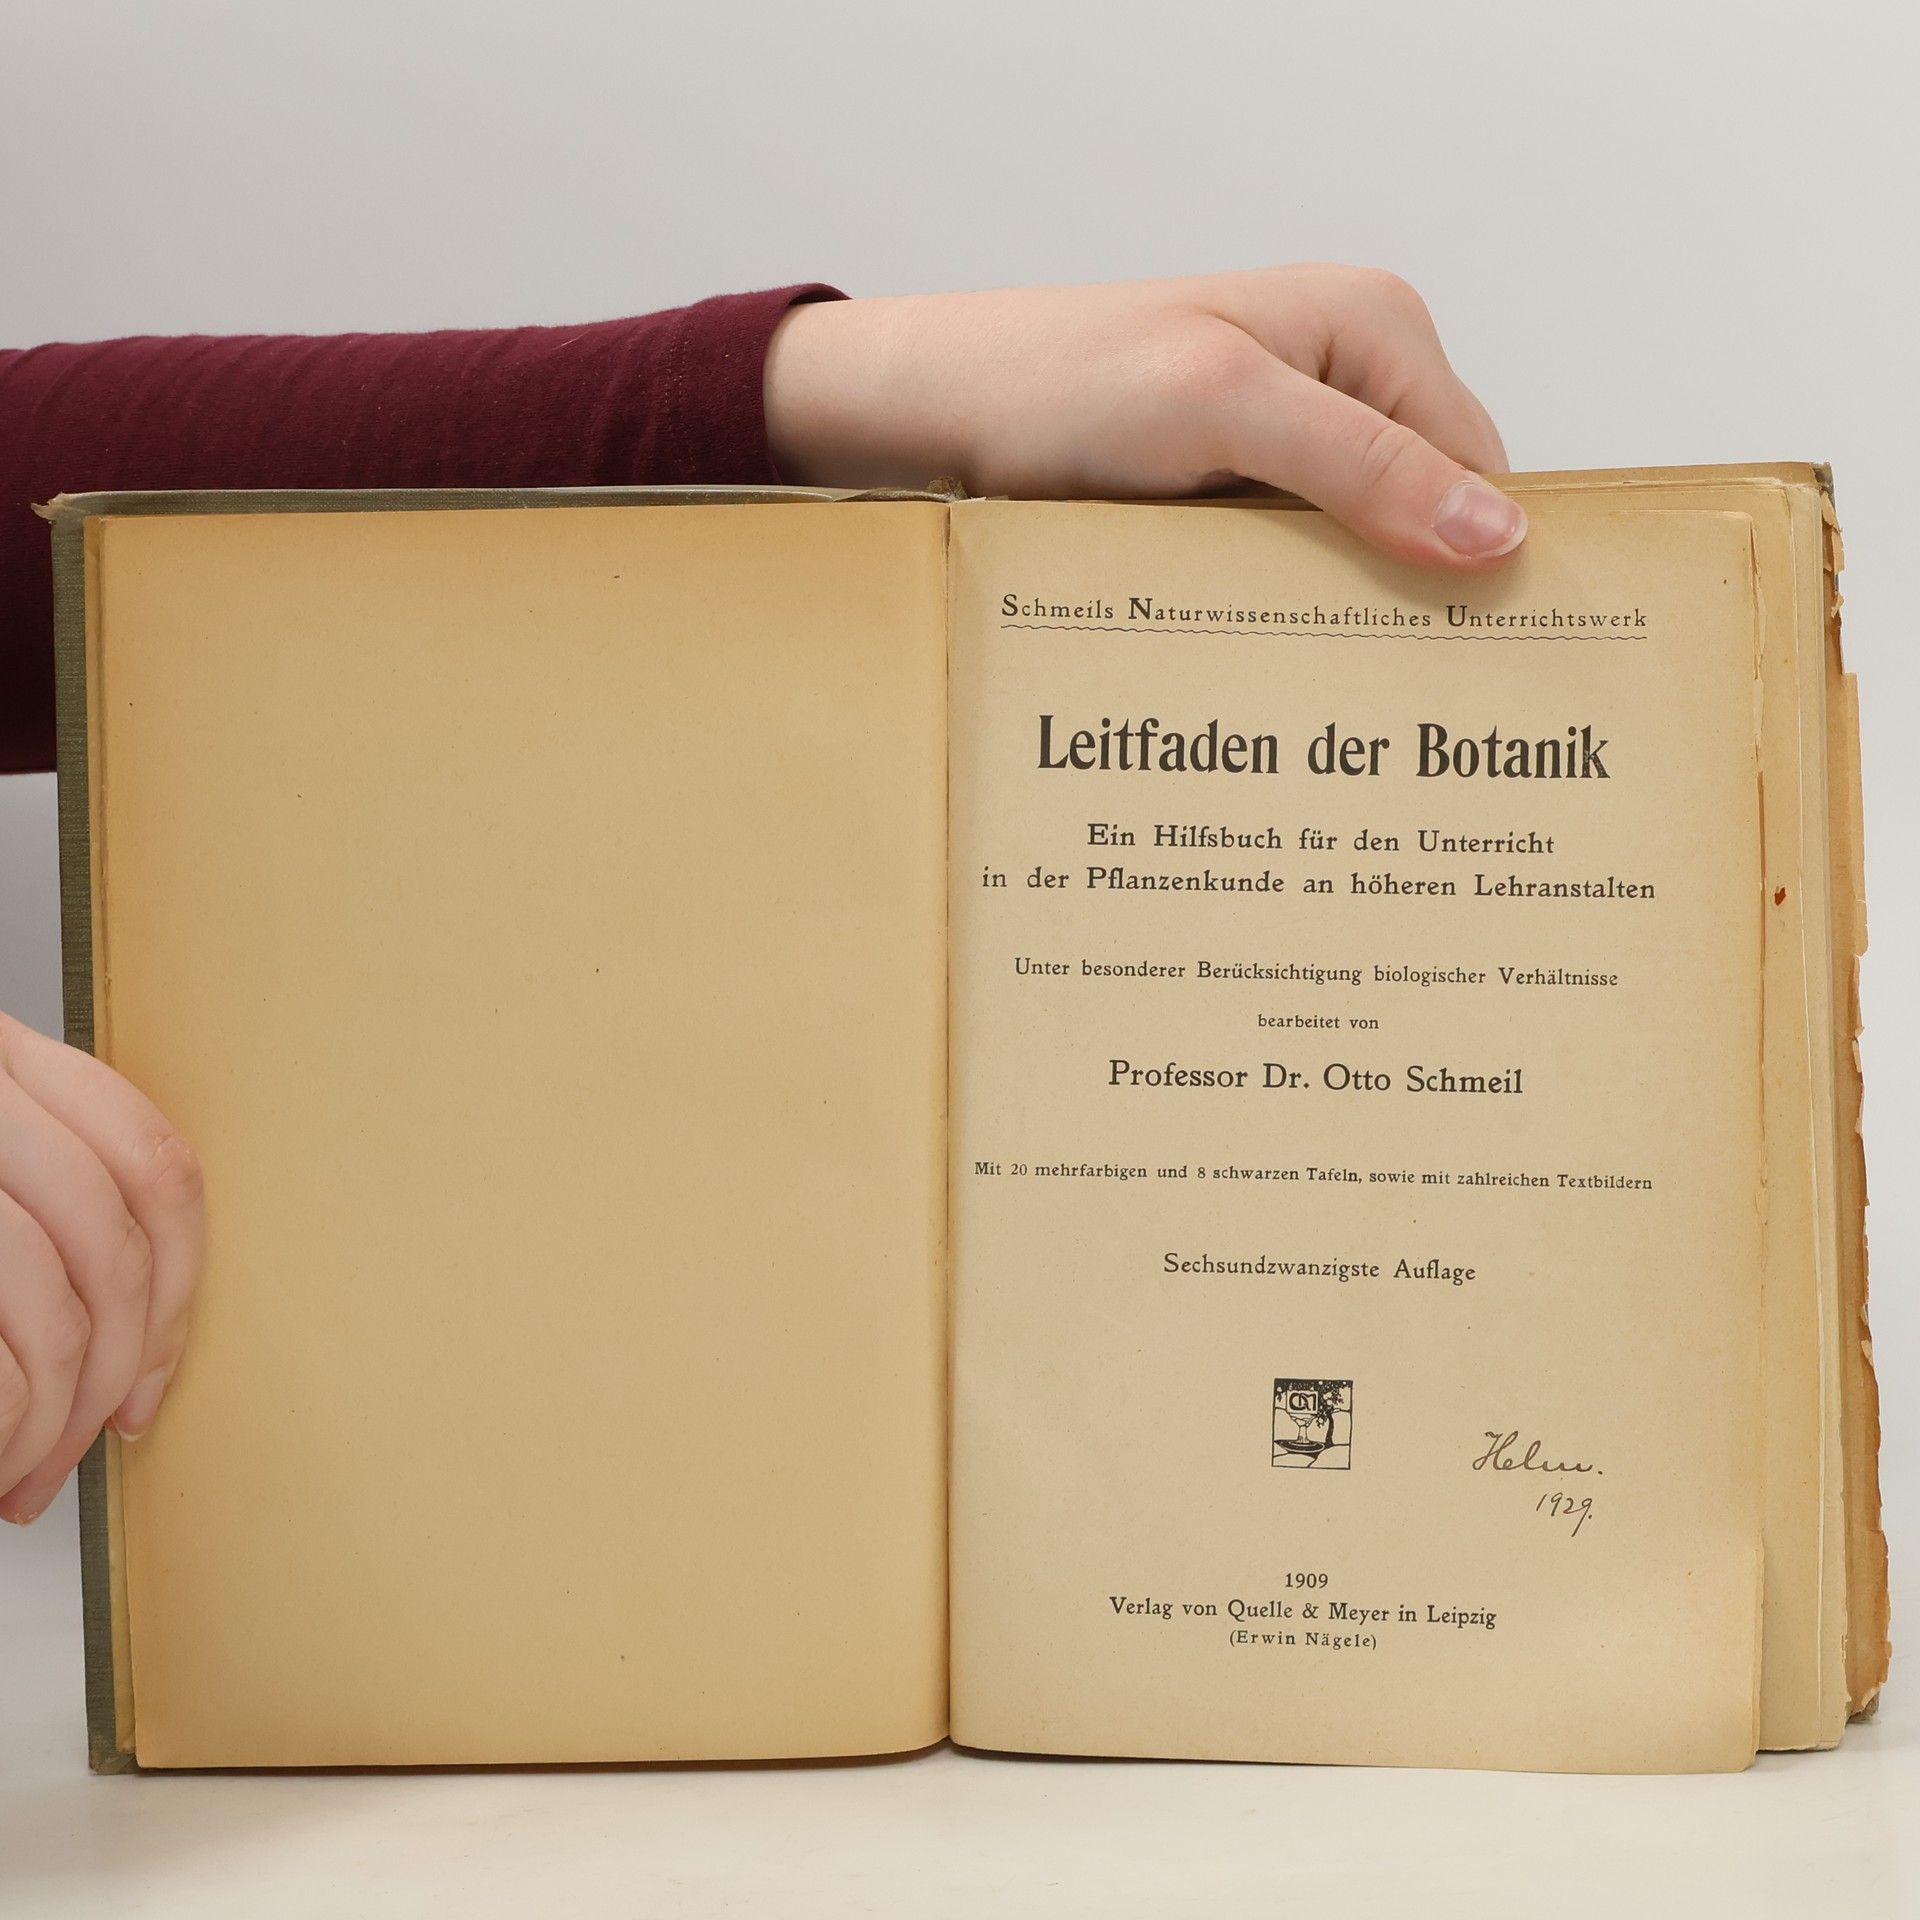 Schmeils Naturwissenschaftliches Unterrichtswerk
Leitfaden der Botanik
Ein Hilfsbuch für den Unterricht
in der Pflanzenkunde an höheren Lehranstalten
Unter besonderer Berücksichtigung biologischer Verhältnisse
bearbeitet von
Professor Dr. Otto Schmeil
Mit 20 mehrfarbigen und 8 schwarzen Tafeln, sowie mit zahlreichen Textbildern
Sechsundzwanzigste Auflage
Helm.
1929.
1909
Verlag von Quelle & Meyer in Leipzig
(Erwin Nägele)